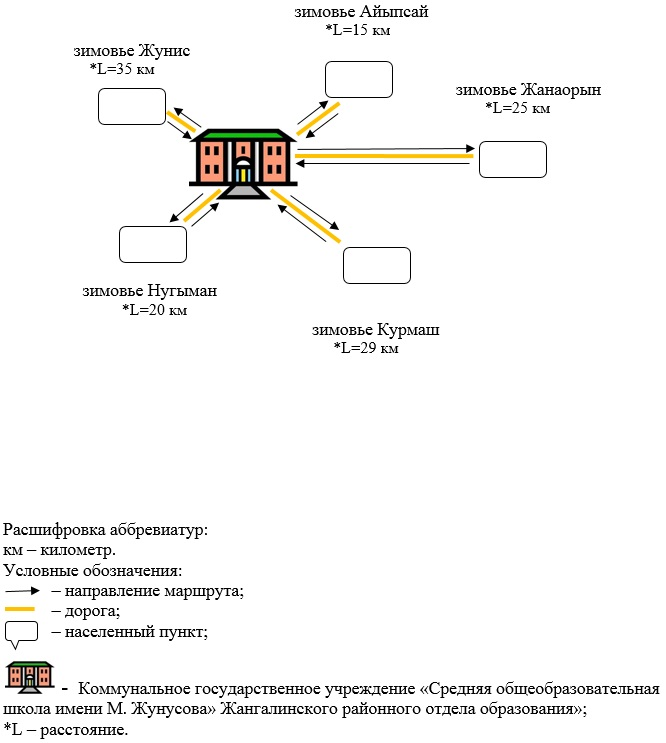 зимовье Айыпсай
*L=15 км
зимовье Жунис
*L=35 км
зимовье Жанаорын
*L=25 км
зимовье Нугыман
*L=20 км
зимовье Курмаш
*L=29 км
Расшифровка аббревиатур:
км – километр.
Условные обозначения:
– направление маршрута;
– дорога;
– населенный пункт;
- Коммунальное государственное учреждение «Средняя общеобразовательная
школа имени М. Жунусова» Жангалинского районного отдела образования»;
*L – расстояние.